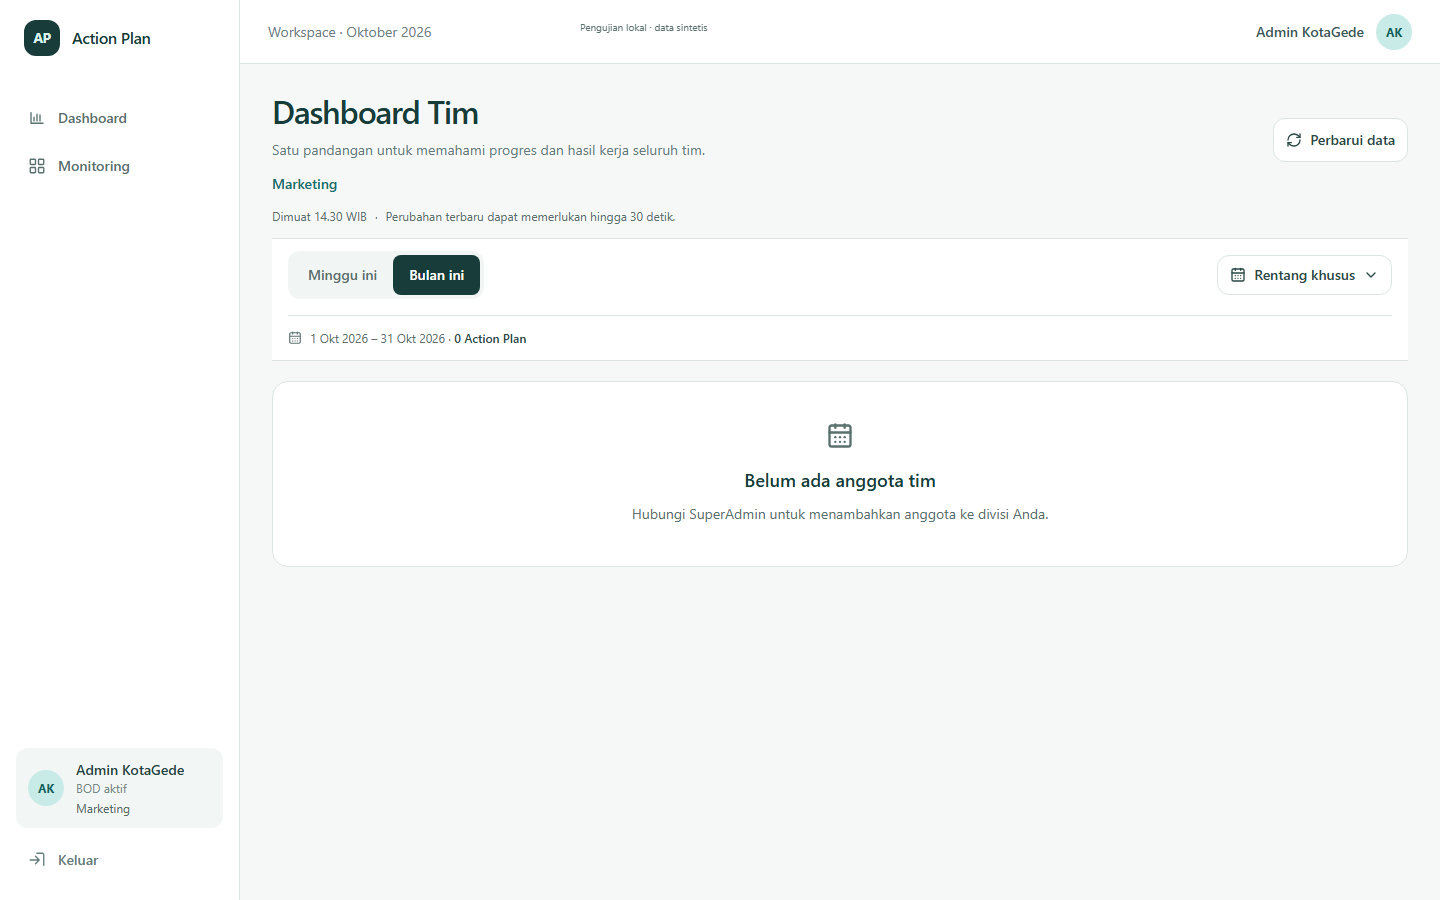 AP Action Plan
Dashboard
Monitoring
Admin KotaGede
AK
BOD aktif
Marketing
Keluar
Workspace · Oktober 2026
Pengujian lokal · data sintetis
Admin KotaGede AK
Dashboard Tim
Satu pandangan untuk memahami progres dan hasil kerja seluruh tim.
Perbarui data
Marketing
Dimuat 14.30 WIB · Perubahan terbaru dapat memerlukan hingga 30 detik.
Minggu ini Bulan ini
Rentang khusus
1 Okt 2026 – 31 Okt 2026 · 0 Action Plan
Belum ada anggota tim
Hubungi SuperAdmin untuk menambahkan anggota ke divisi Anda.